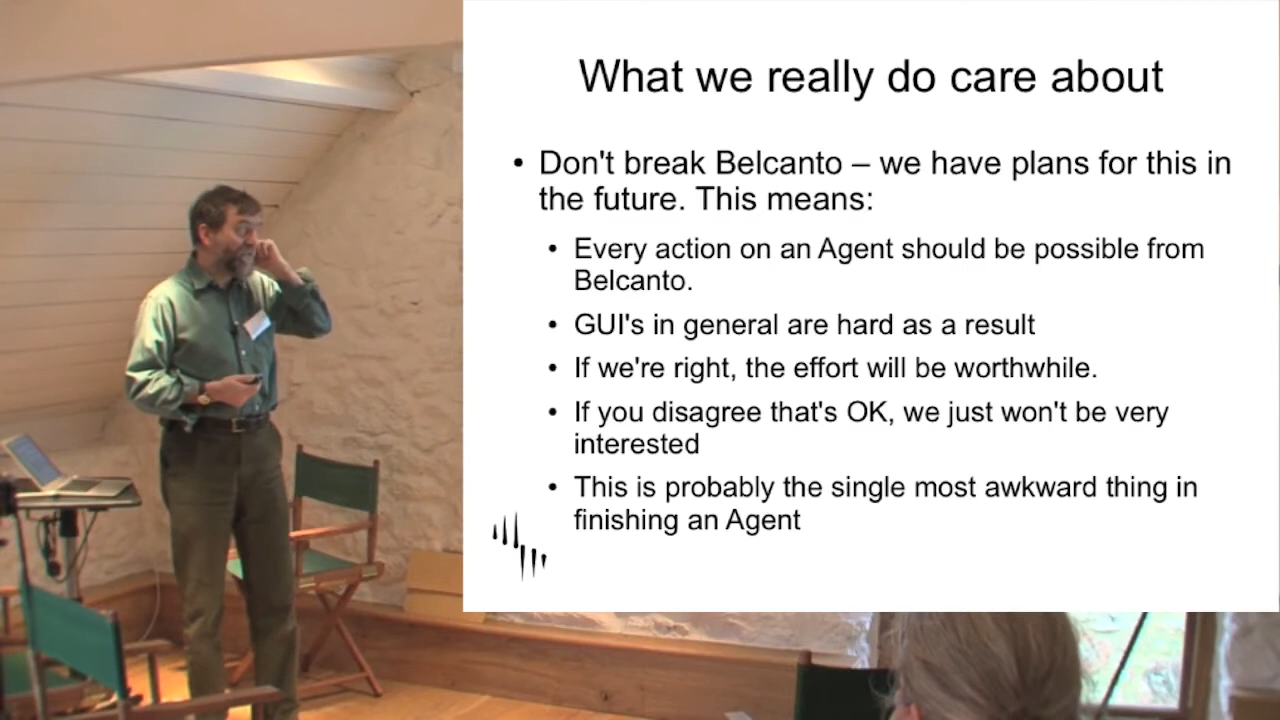 What we really do care about
• Don't break Belcanto – we have plans for this in
the future. This means:
• Every action on an Agent should be possible from
Belcanto.
• GUI's in general are hard as a result
• If we're right, the effort will be worthwhile.
• If you disagree that's OK, we just won't be very
interested
• This is probably the single most awkward thing in
finishing an Agent